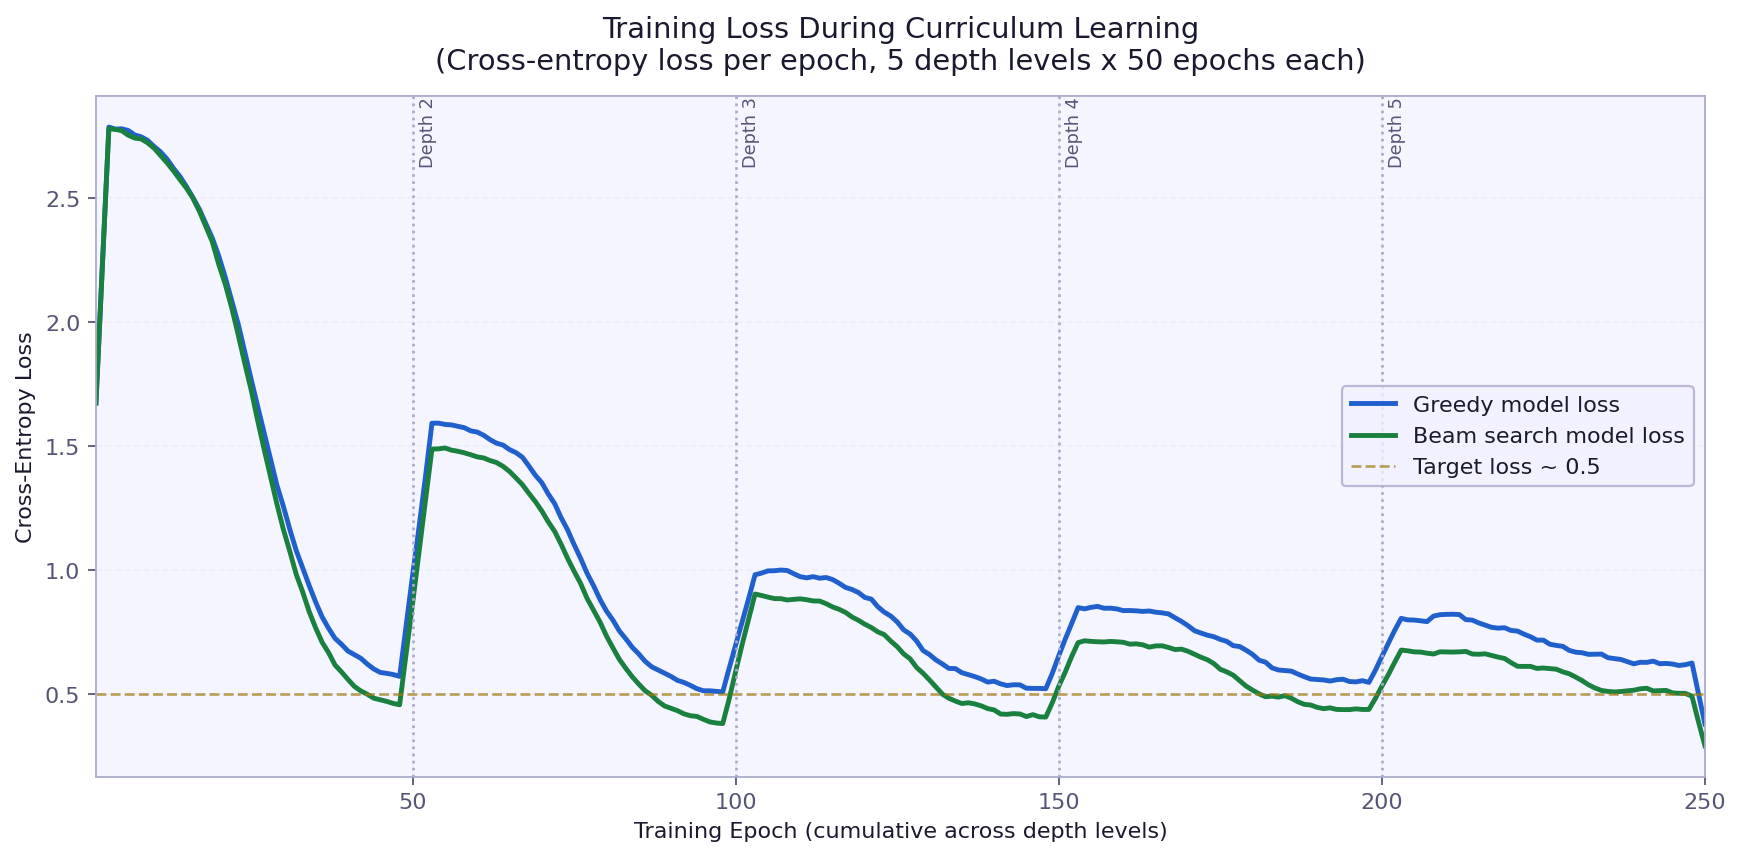 Training Loss During Curriculum Learning
(Cross-entropy loss per epoch, 5 depth levels x 50 epochs each)
Depth 2
Depth 3
Depth 4
Depth 5
2.5
2.0
1.5
1.0
0.5
Cross-Entropy Loss
Greedy model loss
Beam search model loss
Target loss ~ 0.5
50
100
150
200
250
Training Epoch (cumulative across depth levels)